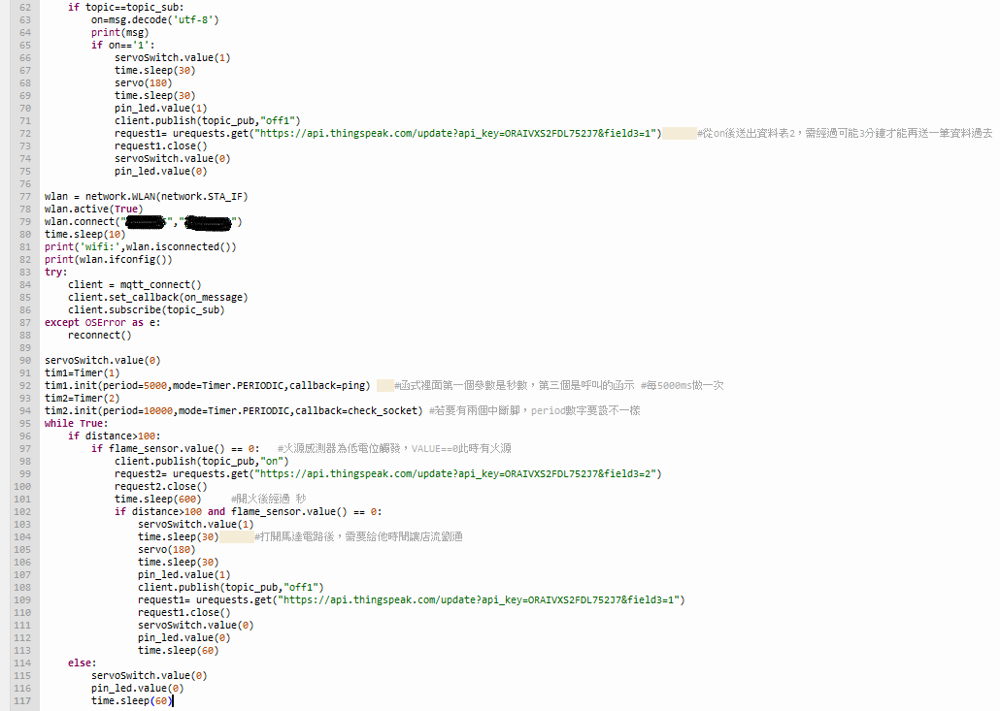 62 if topic==topic_sub:
63 on=msg.decode('utf-8')
64 print(msg)
65 if on=='1':
66 servoSwitch.value(1)
67 time.sleep(30)
68 servo(180)
69 time.sleep(30)
70 pin_led.value(1)
71 client.publish(topic_pub,"off1")
72 request1= urequests.get("https://api.thingspeak.com/update?api_key=ORAIVXS2FDL752J7&field3=1") #從on後送出資料表2，需經過可能3分鐘才能再送一筆資料過去
73 request1.close()
74 servoSwitch.value(0)
75 pin_led.value(0)
76
77 wlan = network.WLAN(network.STA_IF)
78 wlan.active(True)
79 wlan.connect("","")
80 time.sleep(10)
81 print('wifi:',wlan.isconnected())
82 print(wlan.ifconfig())
83 try:
84 client = mqtt_connect()
85 client.set_callback(on_message)
86 client.subscribe(topic_sub)
87 except OSError as e:
88 reconnect()
89
90 servoSwitch.value(0)
91 tim1=Timer(1)
92 tim1.init(period=5000,mode=Timer.PERIODIC,callback=ping) #函式裡面第一個參數是秒數，第三個是呼叫的函示 #每5000ms做一次
93 tim2=Timer(2)
94 tim2.init(period=10000,mode=Timer.PERIODIC,callback=check_socket) #若要有兩個中斷腳，period數字要設不一樣
95 while True:
96 if distance>100:
97 if flame_sensor.value() == 0: #火源感測器為低電位觸發，VALUE==0此時有火源
98 client.publish(topic_pub,"on")
99 request2= urequests.get("https://api.thingspeak.com/update?api_key=ORAIVXS2FDL752J7&field3=2")
100 request2.close()
101 time.sleep(600) #開火後經過 秒
102 if distance>100 and flame_sensor.value() == 0:
103 servoSwitch.value(1)
104 time.sleep(30) #打開馬達電路後，需要給他時間讓店流劉通
105 servo(180)
106 time.sleep(30)
107 pin_led.value(1)
108 client.publish(topic_pub,"off1")
109 request1= urequests.get("https://api.thingspeak.com/update?api_key=ORAIVXS2FDL752J7&field3=1")
110 request1.close()
111 servoSwitch.value(0)
112 pin_led.value(0)
113 time.sleep(60)
114 else:
115 servoSwitch.value(0)
116 pin_led.value(0)
117 time.sleep(60)